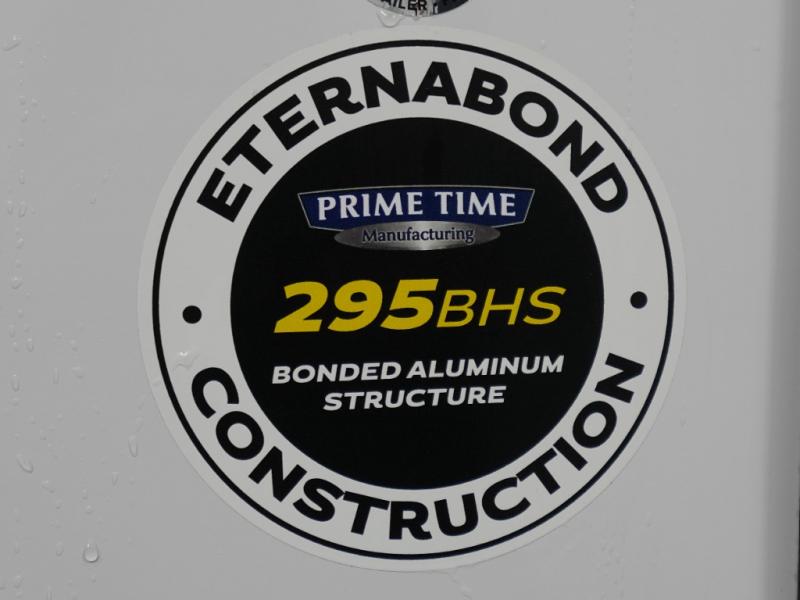 ETERNABOND
PRIME TIME
Manufacturing
295BHS
BONDED ALUMINUM
STRUCTURE
CONSTRUCTION